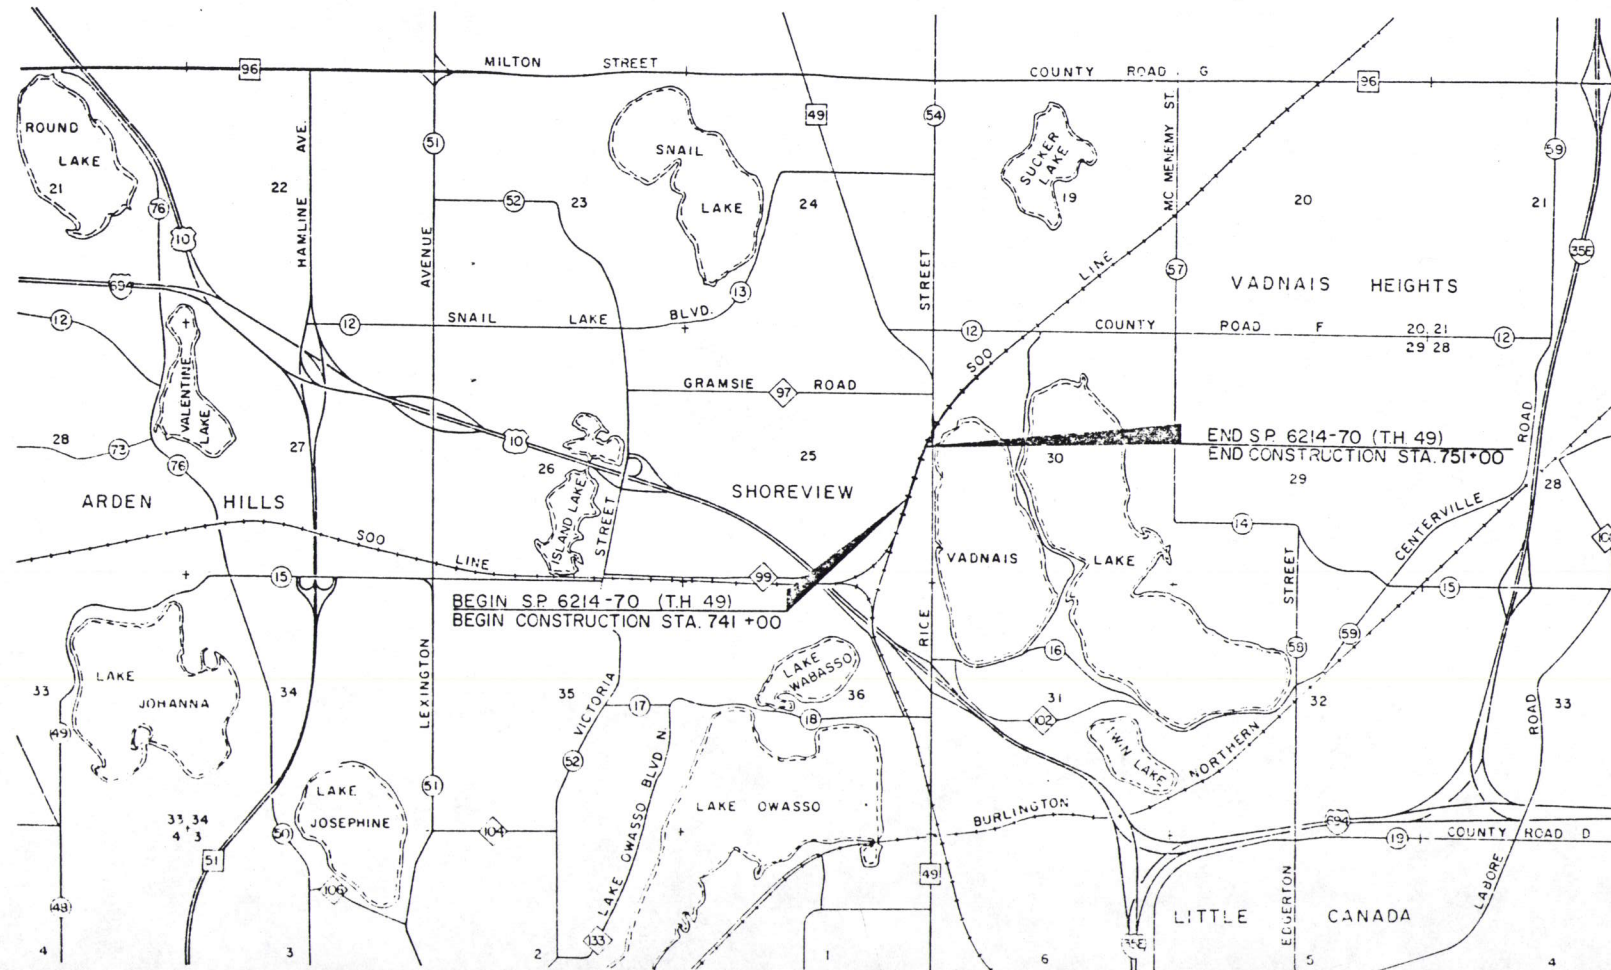 96
MILTON STREET
COUNTY ROAD G
96
ROUND
LAKE
21
51
49
54
MC MENEMY ST.
59
SNAIL
LAKE
SUCKER
LAKE
19
22
HAMLINE AVE.
76
10
52
23
24
20
21
35E
AVENUE
STREET
LINE
57
VADNAIS HEIGHTS
69
13
12
12
SNAIL LAKE BLVD.
12
COUNTY ROAD F
20 21
29 28
12
SOO
VALENTINE
LAKE
GRAMSIE
97
ROAD
ROAD
28
73
76
27
10
26
25
30
END S.P. 6214-70 (T.H. 49)
END CONSTRUCTION STA. 751+00
29
28
ARDEN HILLS
ISLAND LAKE
STREET
SHOREVIEW
SOO
LINE
14
CENTERVILLE
VADNAIS
LAKE
STREET
15
99
15
BEGIN S.P. 6214-70 (T.H. 49)
BEGIN CONSTRUCTION STA. 741+00
RICE
59
58
16
LAKE
JOHANNA
33
34
LEXINGTON
35
VICTORIA
LAKE
WABASSO
36
31
32
33
ROAD
49
17
18
102
TWIN LAKE
NORTHERN
52
LAKE OWASSO BLVD N
51
LAKE
JOSEPHINE
LAKE OWASSO
BURLINGTON
694
33 34
4 3
50
104
19
COUNTY ROAD D
51
106
49
LABORE
EDGERTON
48
LITTLE CANADA
133
35E
4
3
2
6
5
4